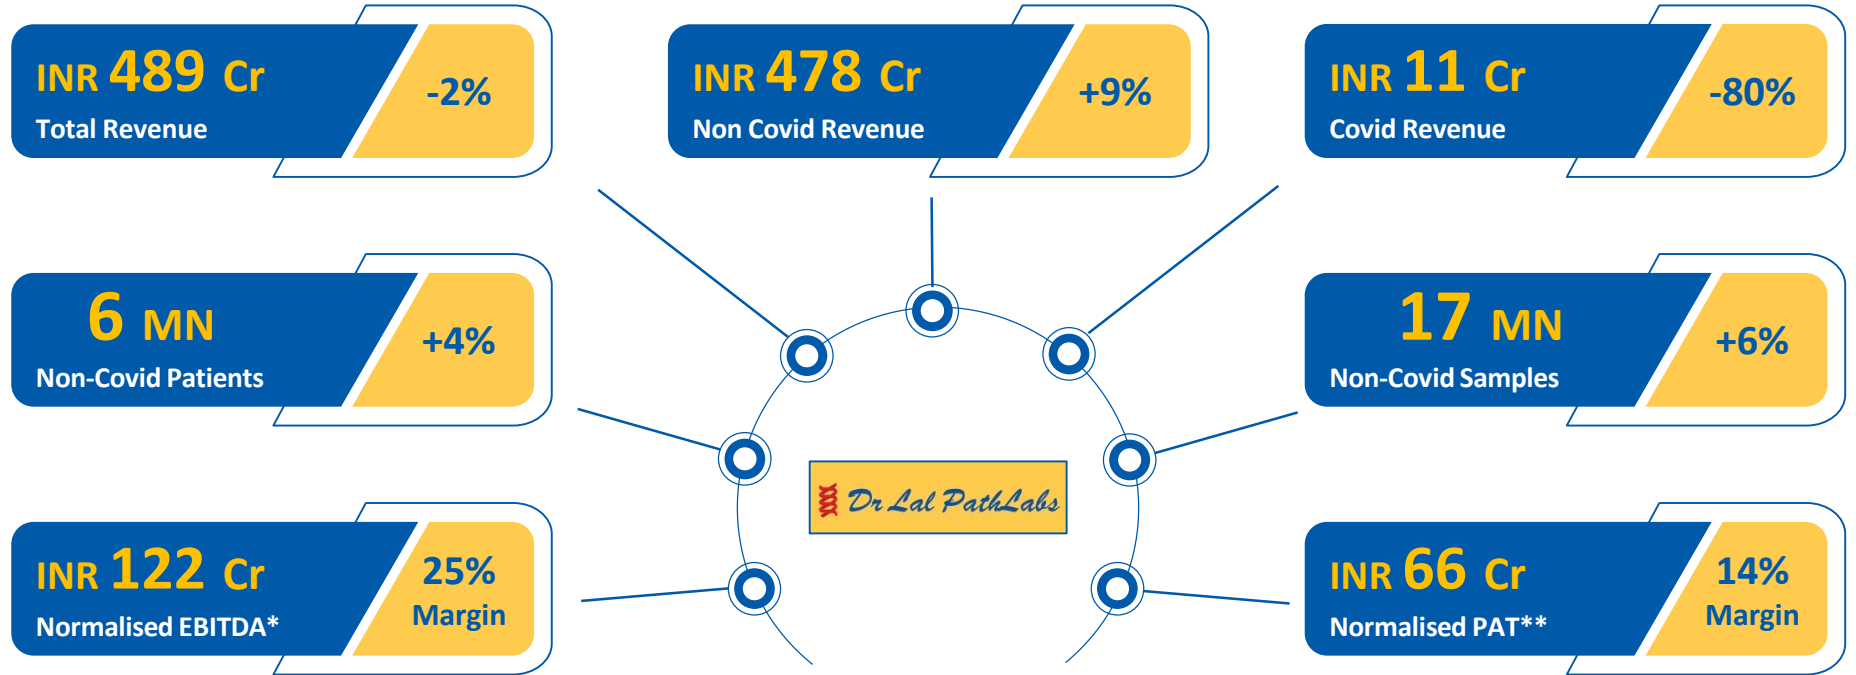 INR 489 Cr
Total Revenue
-2%
INR 478 Cr
Non Covid Revenue
+9%
INR 11 Cr
Covid Revenue
-80%
6 MN
Non-Covid Patients
+4%
17 MN
Non-Covid Samples
+6%
Dr Lal PathLabs
INR 122 Cr
Normalised EBITDA*
25%
Margin
INR 66 Cr
Normalised PAT**
14%
Margin